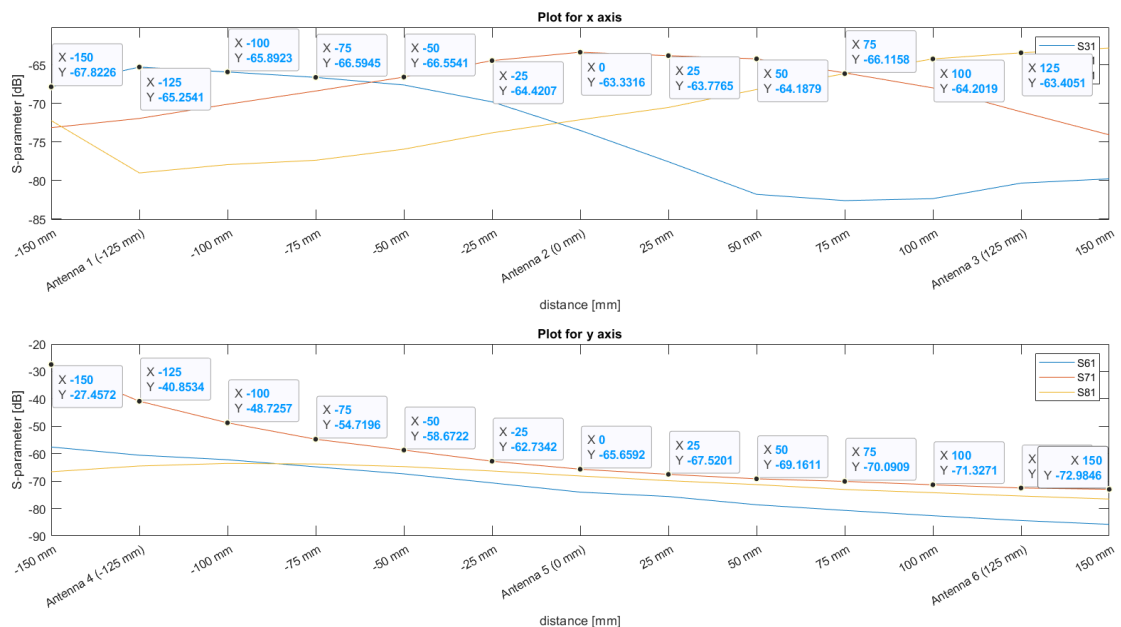 Plot for x axis
S-parameter [dB]
-65
-70
-75
-80
-85
X -150
Y -67.8226
X -125
Y -65.2541
X -100
Y -65.8923
X -75
Y -66.5945
X -50
Y -66.5541
X -25
Y -64.4207
X 0
Y -63.3316
X 25
Y -63.7765
X 50
Y -64.1879
X 75
Y -66.1158
X 100
Y -64.2019
X 125
Y -63.4051
S31
-150 mm
Antenna 1 (-125 mm)
-100 mm
-75 mm
-50 mm
-25 mm
Antenna 2 (0 mm)
25 mm
50 mm
75 mm
100 mm
Antenna 3 (125 mm)
150 mm
distance [mm]
Plot for y axis
S-parameter [dB]
-20
-30
-40
-50
-60
-70
-80
-90
X -150
Y -27.4572
X -125
Y -40.8534
X -100
Y -48.7257
X -75
Y -54.7196
X -50
Y -58.6722
X -25
Y -62.7342
X 0
Y -65.6592
X 25
Y -67.5201
X 50
Y -69.1611
X 75
Y -70.0909
X 100
Y -71.3271
X
Y
X 150
Y -72.9846
S61
S71
S81
-150 mm
Antenna 4 (-125 mm)
-100 mm
-75 mm
-50 mm
-25 mm
Antenna 5 (0 mm)
25 mm
50 mm
75 mm
100 mm
Antenna 6 (125 mm)
150 mm
distance [mm]